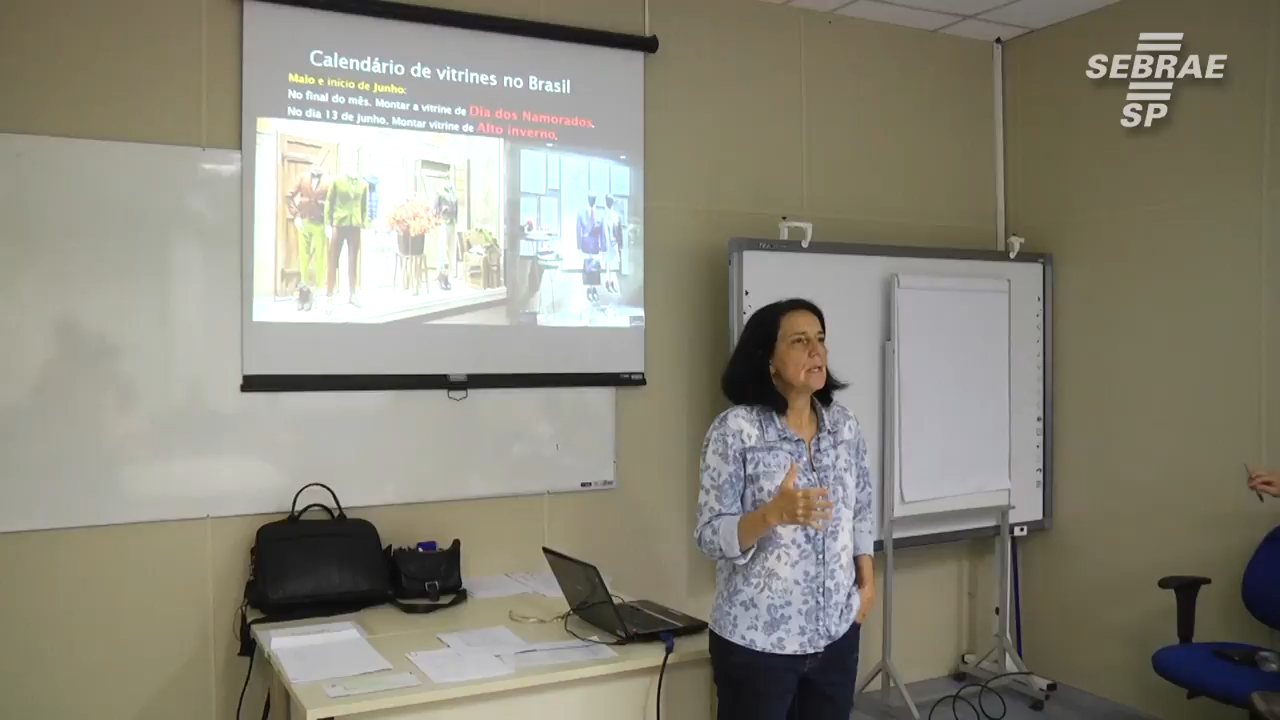 SEBRAE
SP
Calendário de vitrines no Brasil
Maio e início de Junho:
No final do mês. Montar a vitrine de Dia dos Namorados.
No dia 13 de Junho. Montar vitrine de Alto inverno.